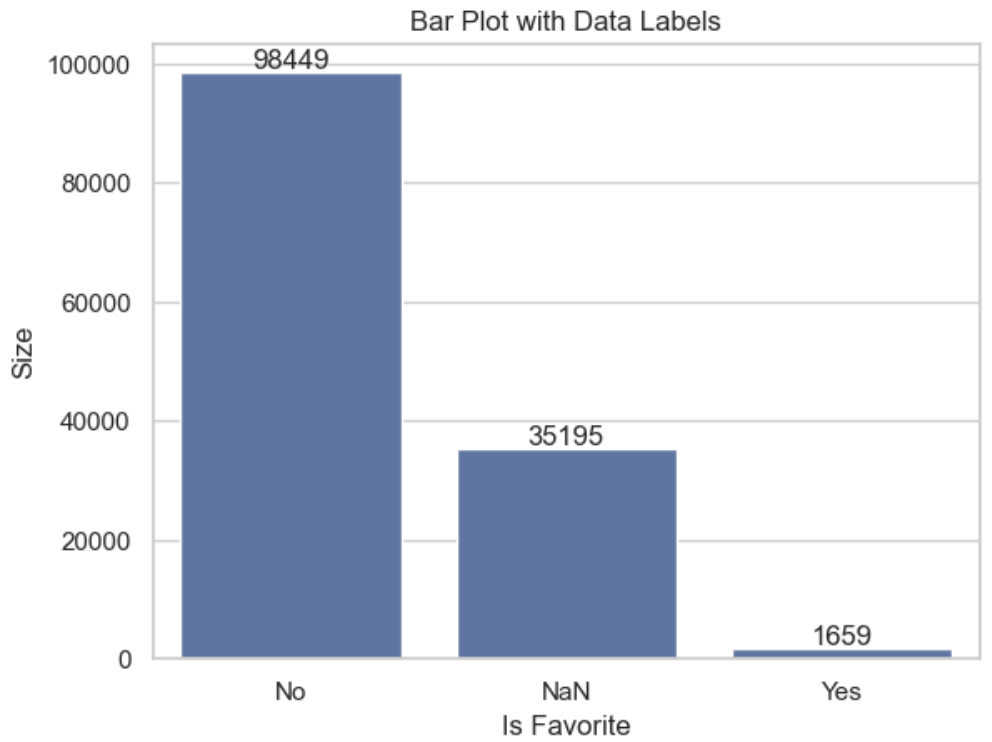 Bar Plot with Data Labels
100000
98449
80000
60000
Size
40000
35195
20000
1659
0
No NaN Yes
Is Favorite